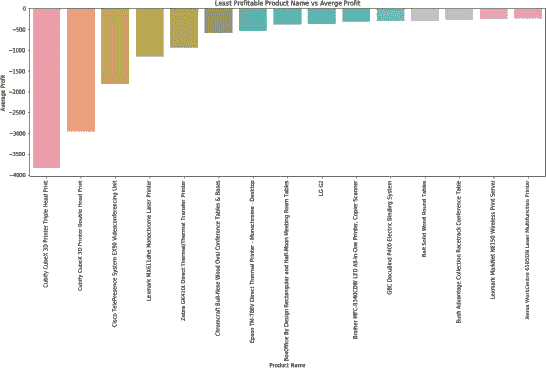 Least Profitable Product Name vs Averge Profit
Average Profit
0
−500
−1000
−1500
−2000
−2500
−3000
−3500
−4000
Cubify CubeX 3D Printer Triple Head Print
Cubify CubeX 3D Printer Double Head Print
Cisco TelePresence System EX90 Videoconferencing Unit
Lexmark MX611dhe Monochrome Laser Printer
Zebra GK420t Direct Thermal/Thermal Transfer Printer
Chromcraft Bull-Nose Wood Oval Conference Tables & Bases
Epson TM-T88V Direct Thermal Printer - Monochrome - Desktop
BoxOffice By Design Rectangular and Half-Moon Meeting Room Tables
LG G2
Brother MFC-9340CDW LED All-In-One Printer, Copier Scanner
GBC DocuBind P400 Electric Binding System
Balt Solid Wood Round Tables
Bush Advantage Collection Racetrack Conference Table
Lexmark MarkNet N8150 Wireless Print Server
Xerox WorkCentre 6505DN Laser Multifunction Printer
Product Name